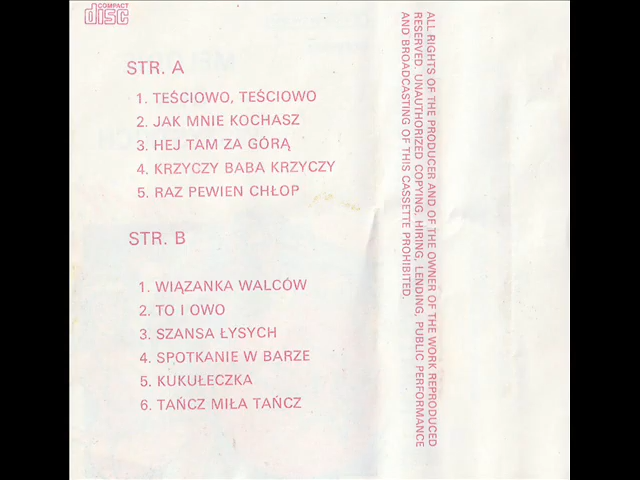 COMPACT
disc
STR. A
1. TEŚCIOWO, TEŚCIOWO
2. JAK MNIE KOCHASZ
3. HEJ TAM ZA GÓRĄ
4. KRZYCZY BABA KRZYCZY
5. RAZ PEWIEN CHŁOP
STR. B
1. WIĄZANKA WALCÓW
2. TO I OWO
3. SZANSA ŁYSYCH
4. SPOTKANIE W BARZE
5. KUKUŁECZKA
6. TAŃCZ MIŁA TAŃCZ
ALL RIGHTS OF THE PRODUCER AND OF THE OWNER OF THE WORK REPRODUCED
RESERVED. UNAUTHORIZED COPYING, HIRING, LENDING, PUBLIC PERFORMANCE
AND BROADCASTING OF THIS CASSETTE PROHIBITED.